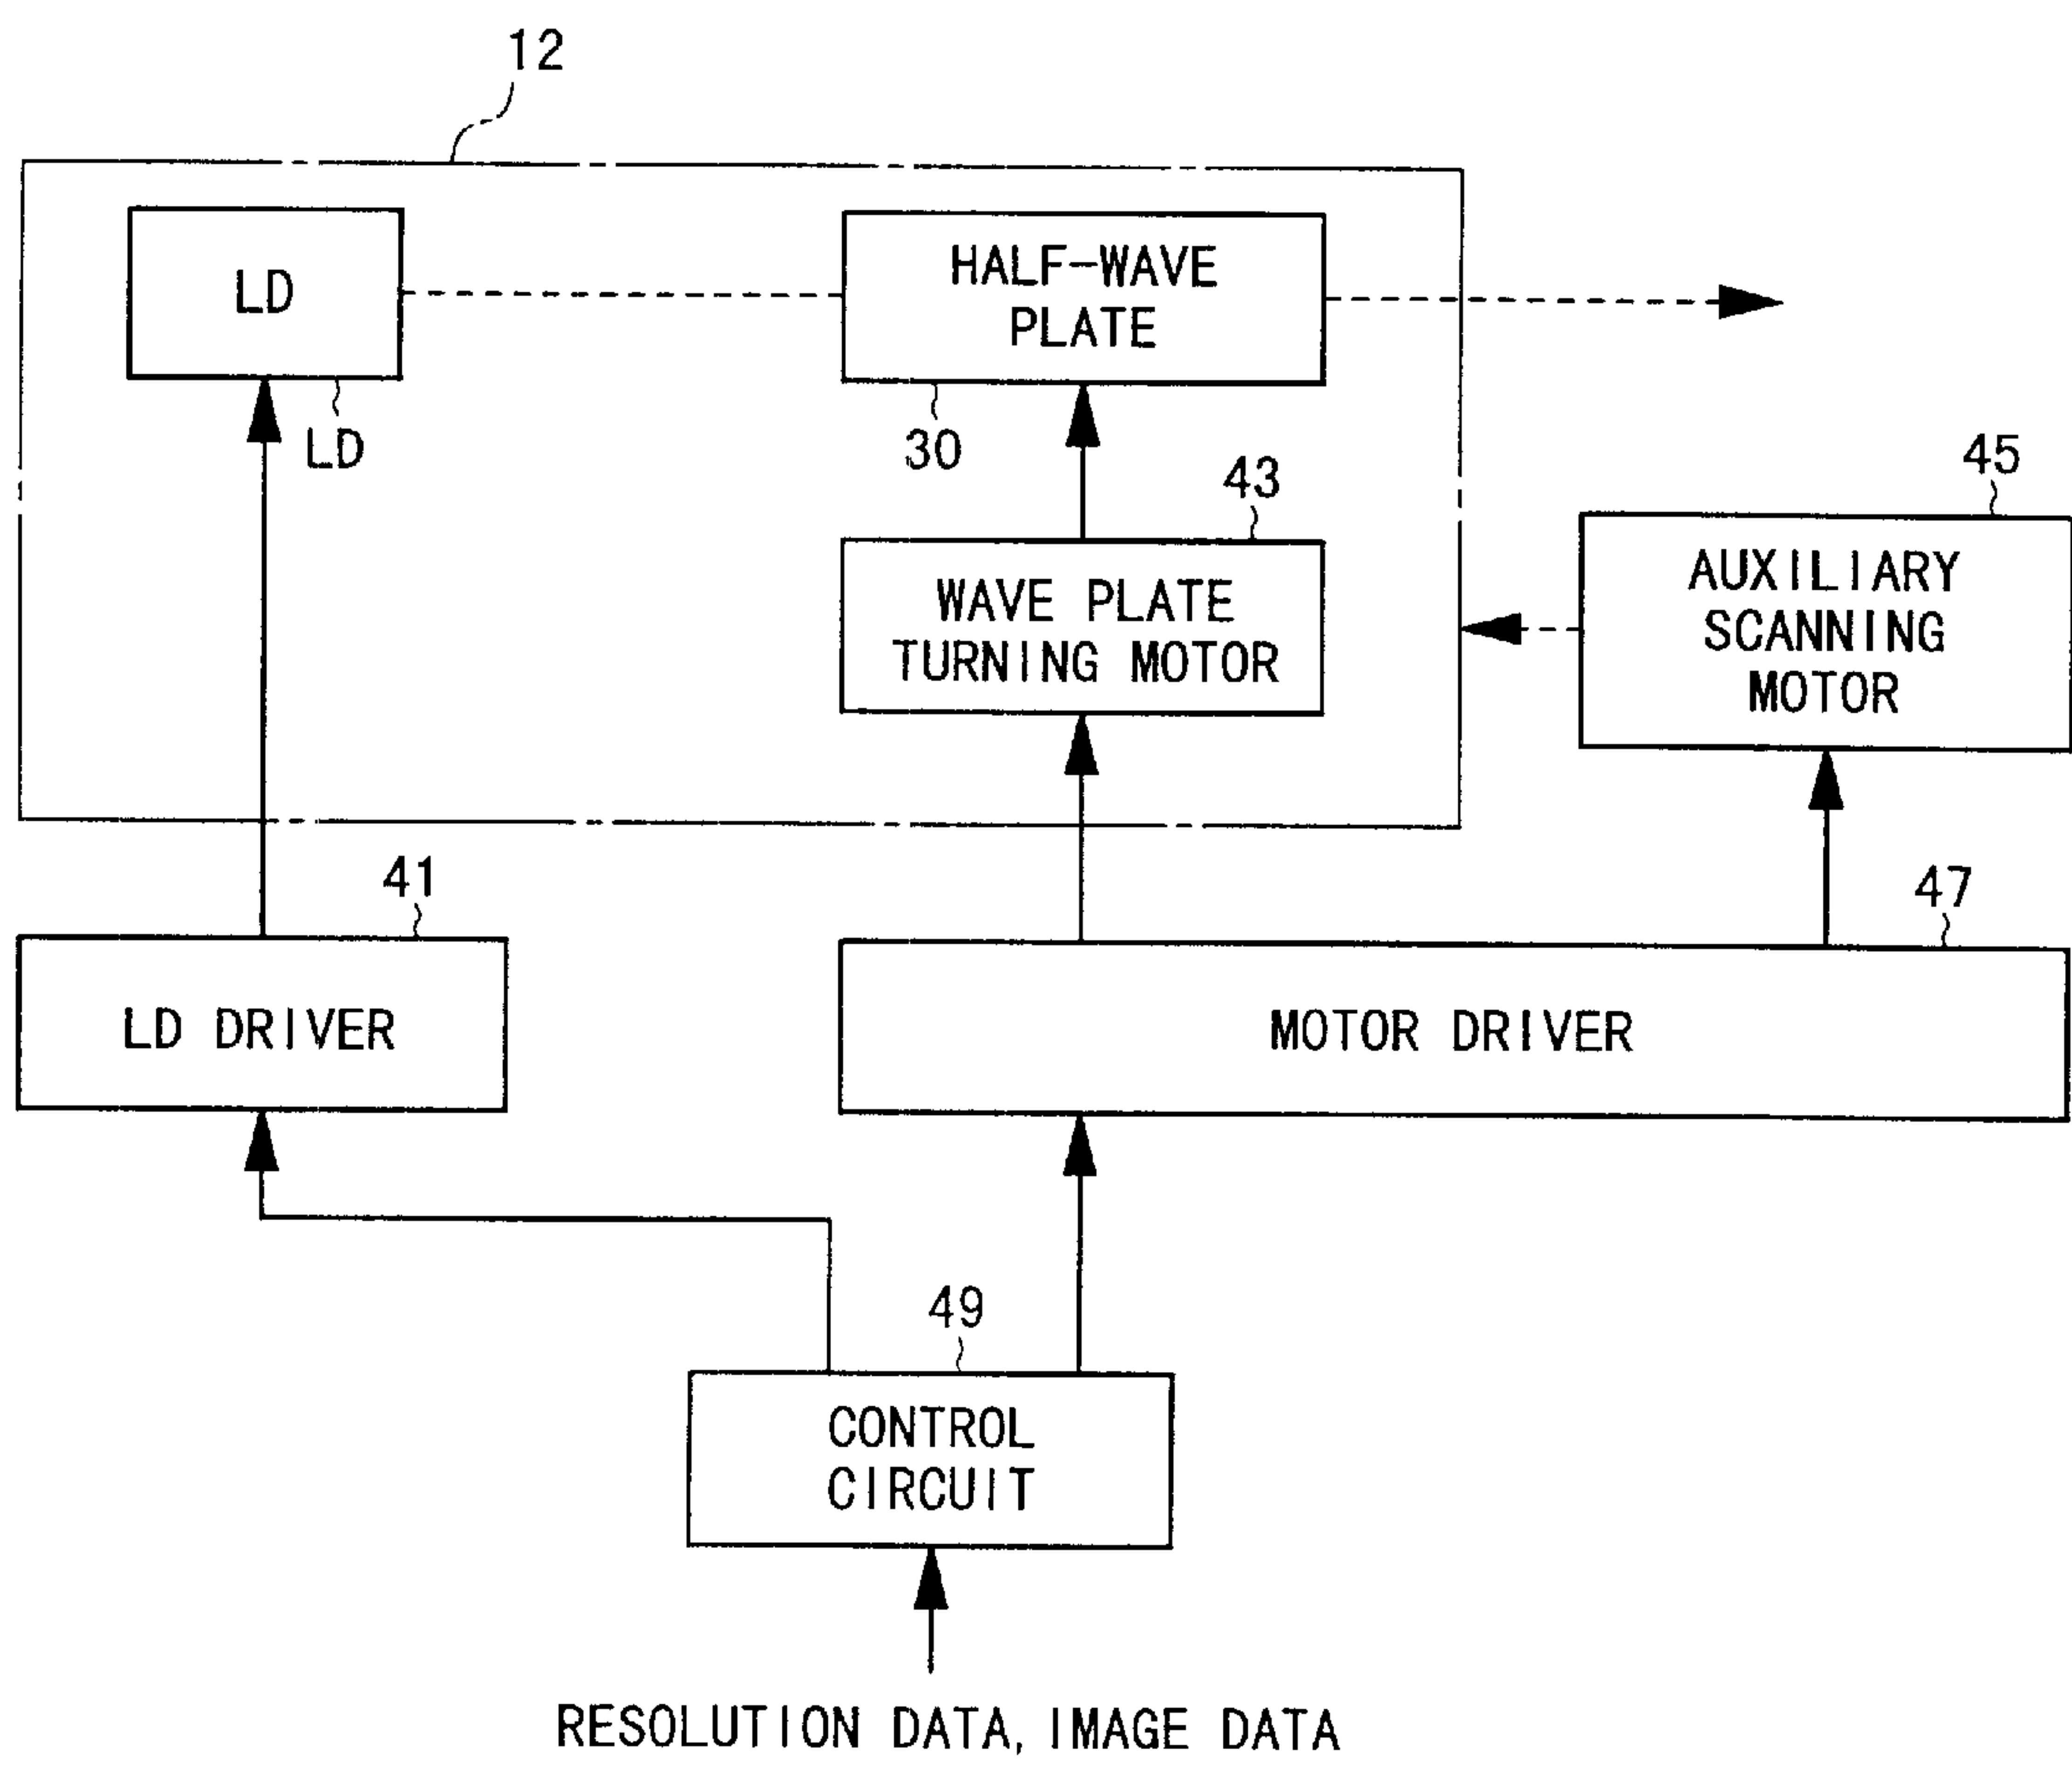 12
LD
HALF-WAVE
PLATE
LD
30
43
45
WAVE PLATE
TURNING MOTOR
AUXILIARY
SCANNING
MOTOR
41
47
LD DRIVER
MOTOR DRIVER
49
CONTROL
CIRCUIT
RESOLUTION DATA, IMAGE DATA